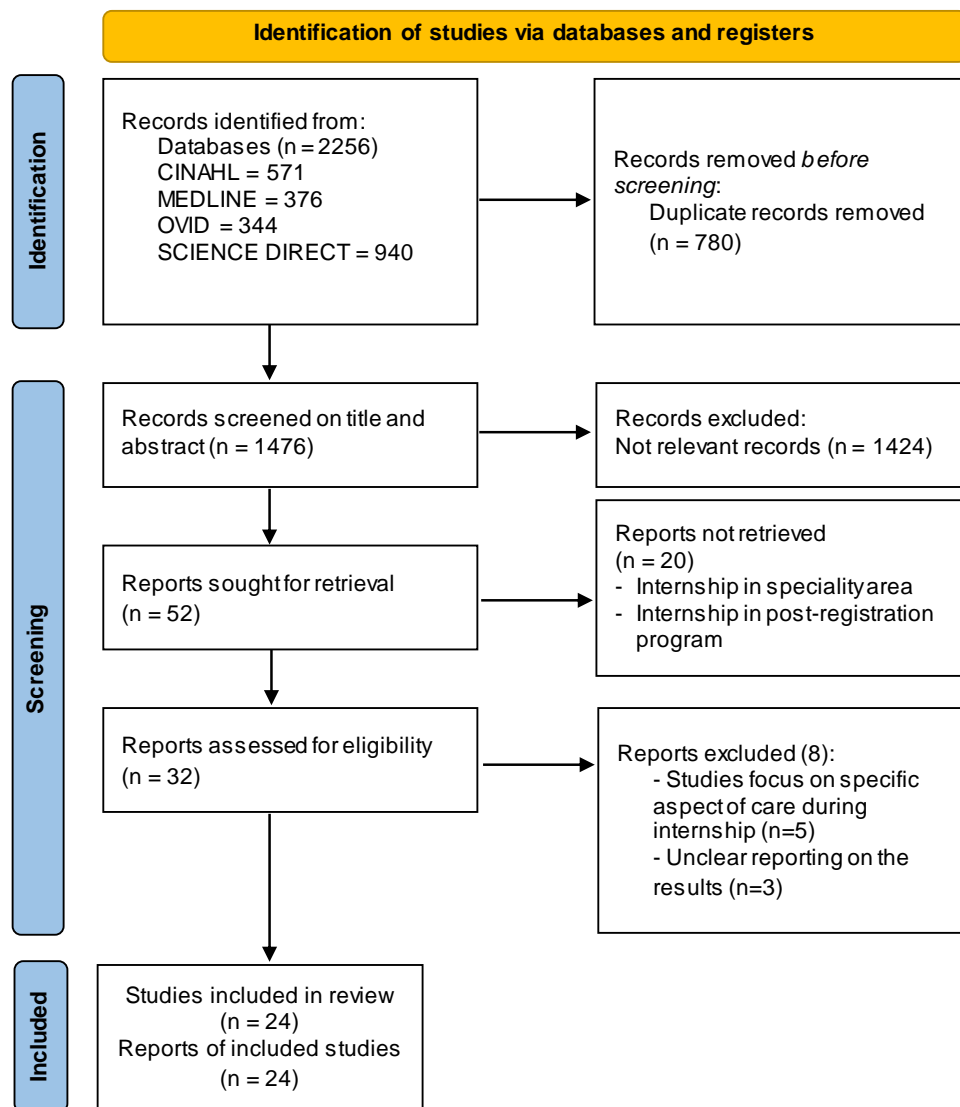 Identification of studies via databases and registers
Identification
Records identified from:
Databases (n = 2256)
CINAHL = 571
MEDLINE = 376
OVID = 344
SCIENCE DIRECT = 940
Records removed before
screening:
Duplicate records removed
(n = 780)
Screening
Records screened on title and
abstract (n = 1476)
Records excluded:
Not relevant records (n = 1424)
Reports sought for retrieval
(n = 52)
Reports not retrieved
(n = 20)
- Internship in speciality area
- Internship in post-registration
program
Reports assessed for eligibility
(n = 32)
Reports excluded (8):
- Studies focus on specific
aspect of care during
internship (n=5)
- Unclear reporting on the
results (n=3)
Included
Studies included in review
(n = 24)
Reports of included studies
(n = 24)